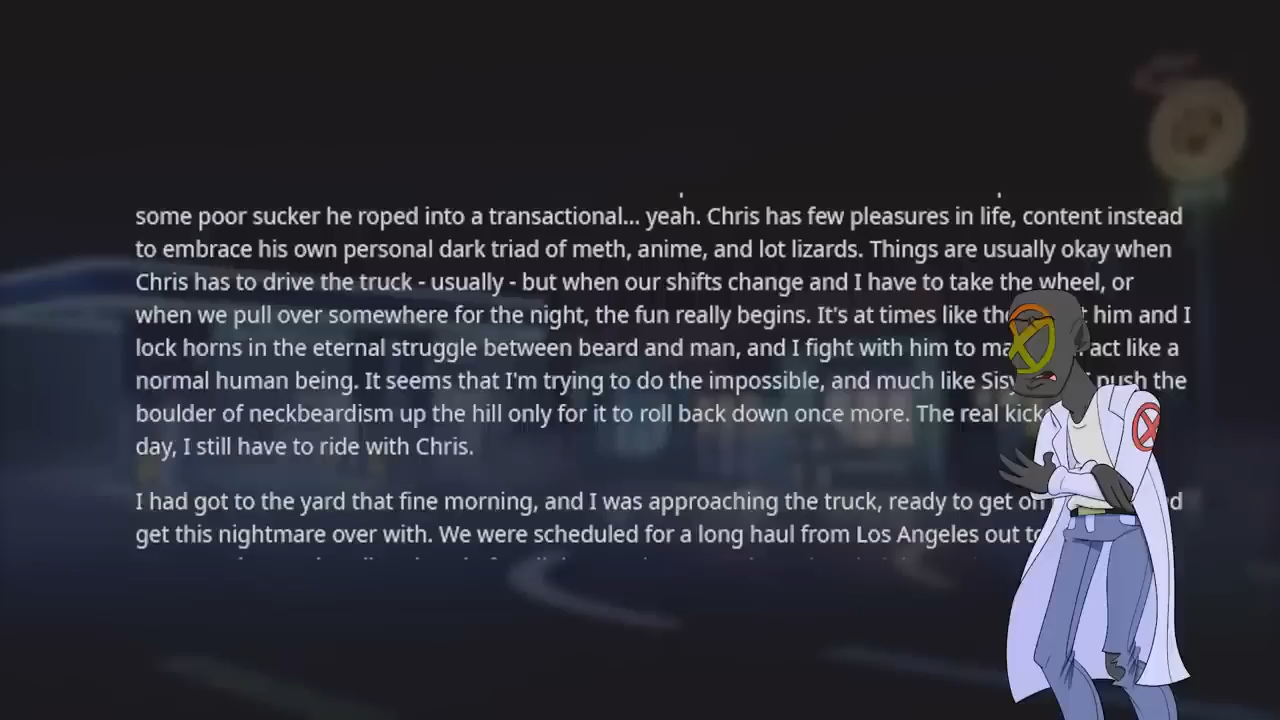 some poor sucker he roped into a transactional... yeah. Chris has few pleasures in life, content instead
to embrace his own personal dark triad of meth, anime, and lot lizards. Things are usually okay when
Chris has to drive the truck - usually - but when our shifts change and I have to take the wheel, or
when we pull over somewhere for the night, the fun really begins. It's at times like him and I
lock horns in the eternal struggle between beard and man, and I fight with him to act like a
normal human being. It seems that I'm trying to do the impossible, and much like push the
boulder of neckbeardism up the hill only for it to roll back down once more. The real
day, I still have to ride with Chris.
I had got to the yard that fine morning, and I was approaching the truck, ready to get
get this nightmare over with. We were scheduled for a long haul from Los Angeles out